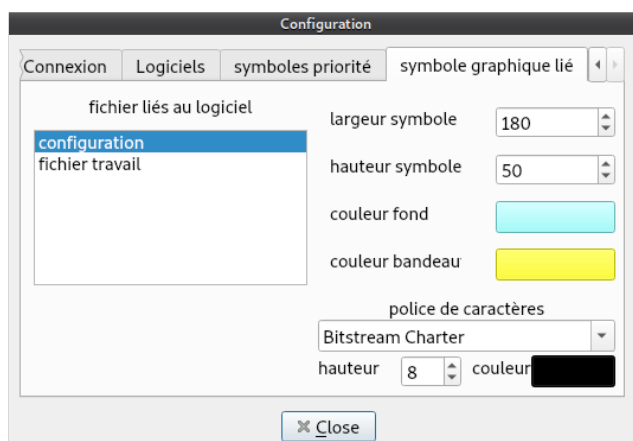 Configuration
Connexion
Logiciels
symboles priorité
symbole graphique lié
fichier liés au logiciel
configuration
fichier travail
largeur symbole
180
hauteur symbole
50
couleur fond
couleur bandeau
police de caractères
Bitstream Charter
hauteur
8
couleur
Close